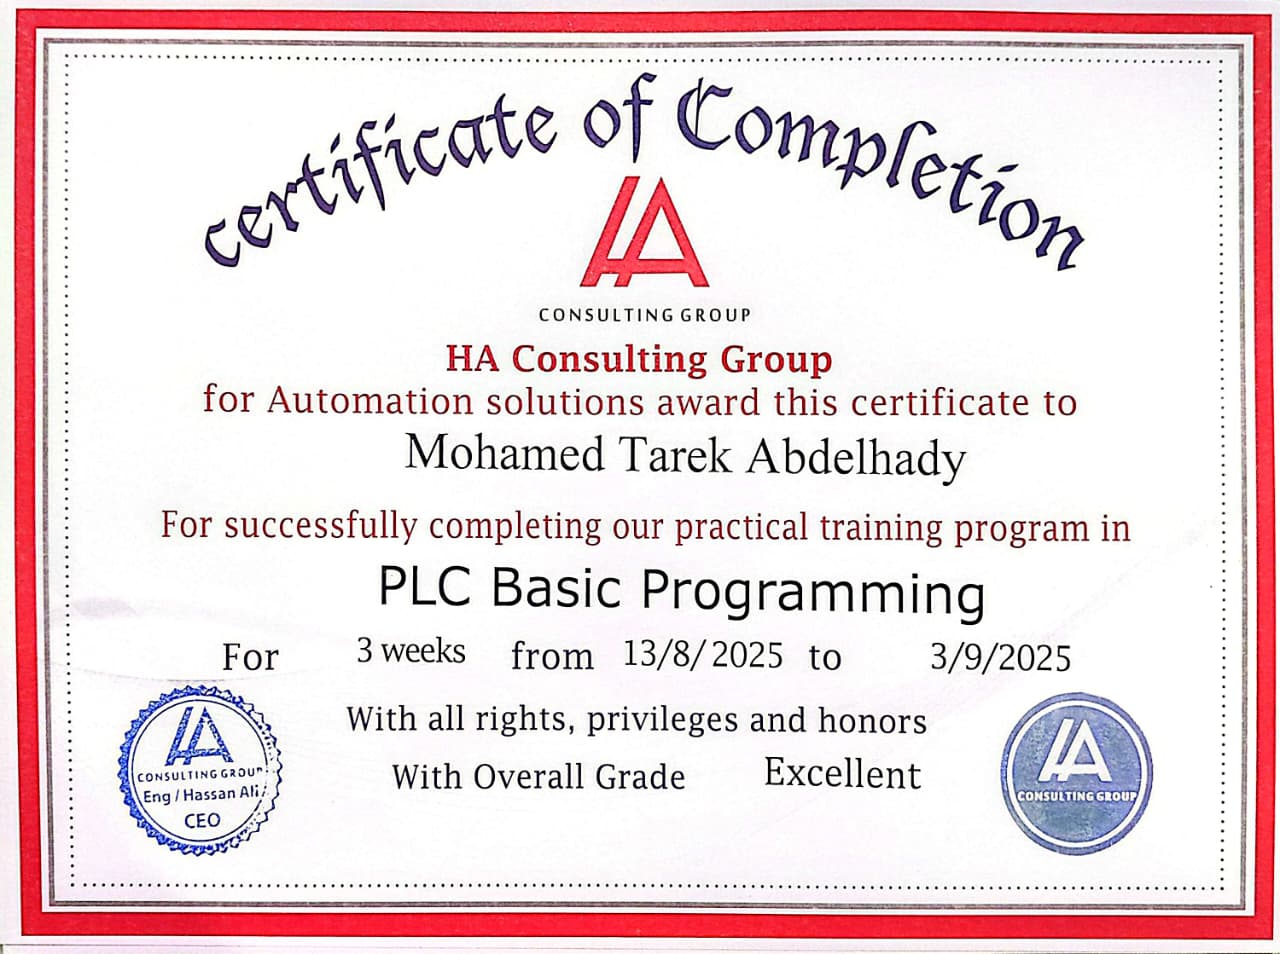 certificate of Completion
CONSULTING GROUP
HA Consulting Group
for Automation solutions award this certificate to
Mohamed Tarek Abdelhady
For successfully completing our practical training program in
PLC Basic Programming
For 3 weeks from 13/8/2025 to 3/9/2025
With all rights, privileges and honors
With Overall Grade Excellent
CONSULTING GROUP
Eng / Hassan Ali
CEO
CONSULTING GROUP